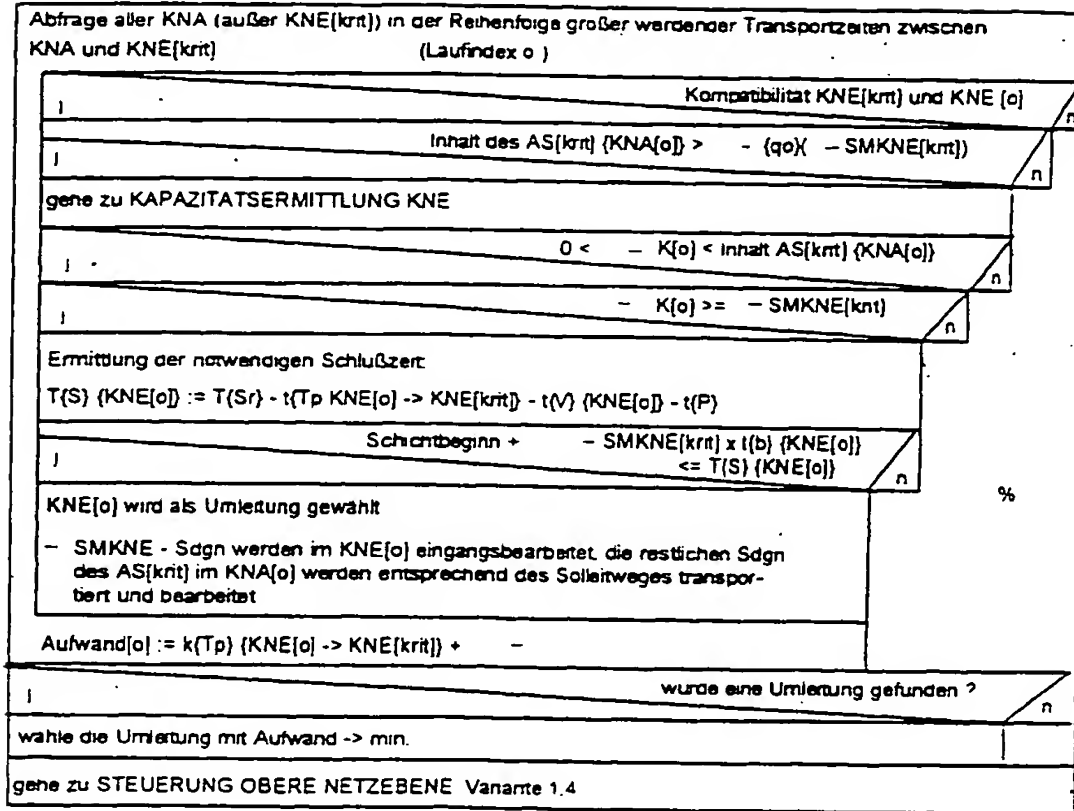 Abfrage aller KNA (außer KNE[krit]) in der Reihenfolge großer werdender Transportzeiten zwischen
KNA und KNE[krit] (Laufindex o )
Kompatibilitat KNE[krit] und KNE [o]
j n
Inhalt des AS[krit] {KNA[o]} > - {qo}( - SMKNE[krit])
j n
gehe zu KAPAZITATSERMITTLUNG KNE
0 < - K[o] < Inhalt AS[krit] {KNA[o]}
j n
- K[o] >= - SMKNE[krit]
j n
Ermittlung der notwendigen Schlußzeit:
T{S} {KNE[o]} := T{Sr} - t{Tp KNE[o] -> KNE[krit]} - t{V} {KNE[o]} - t{P}
Schichtbeginn + - SMKNE[krit] x t{b} {KNE[o]}
<= T{S} {KNE[o]}
j n
%
KNE[o] wird als Umleitung gewählt
- SMKNE - Sdgn werden im KNE[o] eingangsbearbeitet, die restlichen Sdgn
des AS[krit] im KNA[o] werden entsprechend des Solleitweges transpor-
tiert und bearbeitet
Aufwand[o] := k{Tp} {KNE[o] -> KNE[krit]} + -
wurde eine Umleitung gefunden ?
j n
wahle die Umleitung mit Aufwand -> min.
gehe zu STEUERUNG OBERE NETZEBENE Variante 1.4